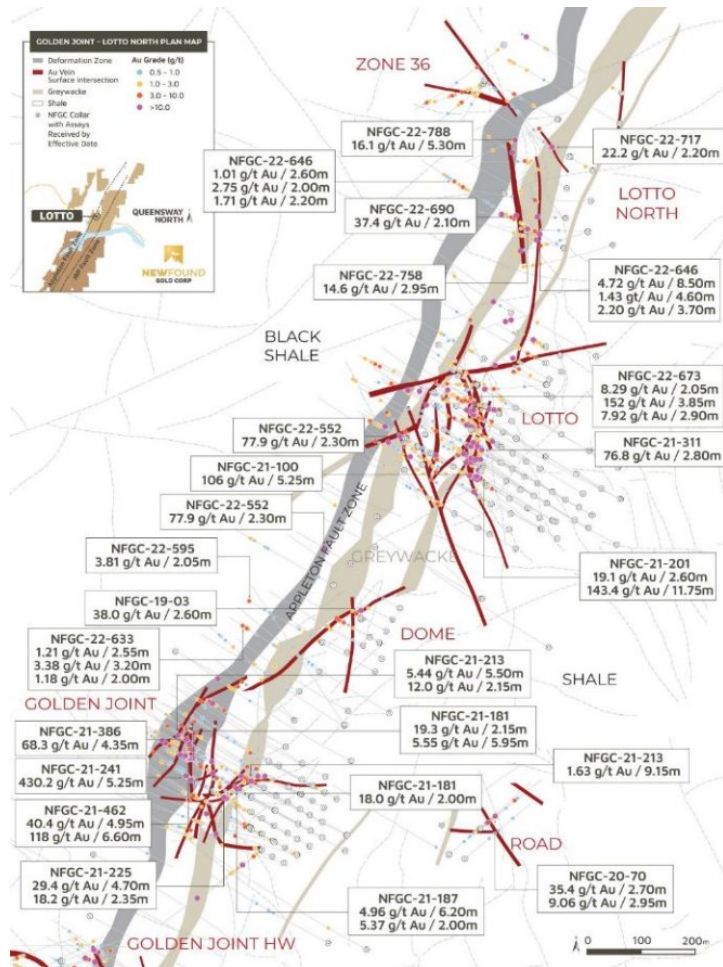 GOLDEN JOINT – LOTTO NORTH PLAN MAP
Deformation Zone
Au Vein
Surface Intersection
Greywacke
Shale
NFGC Collar
with Assays
Received by
Effective Date
Au Grede (g/t)
0.5 - 1.0
1.0 - 3.0
3.0 - 10.0
>10.0
LOTTO
QUEENSWAY
NORTH
Appleton Fault Zone
JBP Fault Zone
NEWFOUND
GOLD CORP
ZONE 36
NFGC-22-788
16.1 g/t Au / 5.30m
NFGC-22-717
22.2 g/t Au / 2.20m
NFGC-22-646
1.01 g/t Au / 2.60m
2.75 g/t Au / 2.00m
1.71 g/t Au / 2.20m
LOTTO
NORTH
NFGC-22-690
37.4 g/t Au / 2.10m
NFGC-22-758
14.6 g/t Au / 2.95m
NFGC-22-646
4.72 g/t Au / 8.50m
1.43 gt/ Au / 4.60m
2.20 g/t Au / 3.70m
BLACK
SHALE
NFGC-22-673
8.29 g/t Au / 2.05m
152 g/t Au / 3.85m
7.92 g/t Au / 2.90m
LOTTO
NFGC-22-552
77.9 g/t Au / 2.30m
NFGC-21-311
76.8 g/t Au / 2.80m
NFGC-21-100
106 g/t Au / 5.25m
NFGC-22-552
77.9 g/t Au / 2.30m
APPLETON FAULT ZONE
GREYWACKE
NFGC-22-595
3.81 g/t Au / 2.05m
NFGC-21-201
19.1 g/t Au / 2.60m
143.4 g/t Au / 11.75m
NFGC-19-03
38.0 g/t Au / 2.60m
DOME
NFGC-22-633
1.21 g/t Au / 2.55m
3.38 g/t Au / 3.20m
1.18 g/t Au / 2.00m
NFGC-21-213
5.44 g/t Au / 5.50m
12.0 g/t Au / 2.15m
SHALE
GOLDEN JOINT
NFGC-21-386
68.3 g/t Au / 4.35m
NFGC-21-181
19.3 g/t Au / 2.15m
5.55 g/t Au / 5.95m
NFGC-21-213
1.63 g/t Au / 9.15m
NFGC-21-241
430.2 g/t Au / 5.25m
NFGC-21-181
18.0 g/t Au / 2.00m
NFGC-21-462
40.4 g/t Au / 4.95m
118 g/t Au / 6.60m
ROAD
NFGC-21-225
29.4 g/t Au / 4.70m
18.2 g/t Au / 2.35m
NFGC-20-70
35.4 g/t Au / 2.70m
9.06 g/t Au / 2.95m
NFGC-21-187
4.96 g/t Au / 6.20m
5.37 g/t Au / 2.00m
GOLDEN JOINT HW
0 100 200m